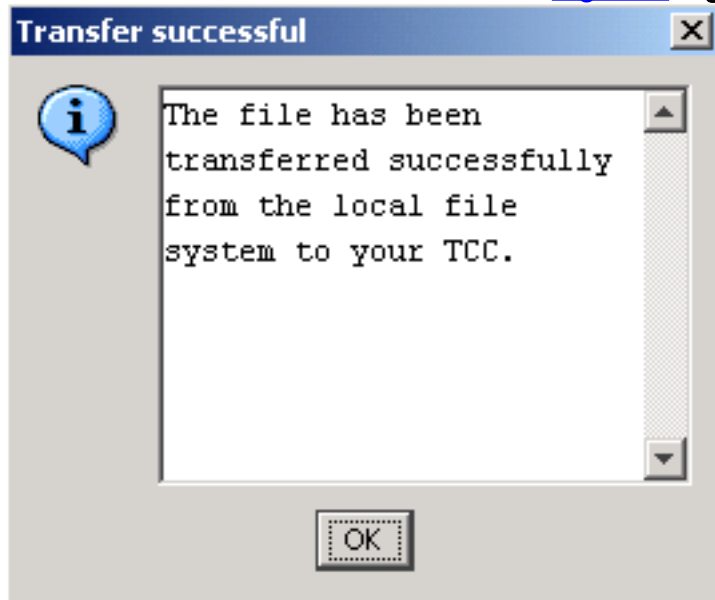 Transfer successful
The file has been
transferred successfully
from the local file
system to your TCC.
OK